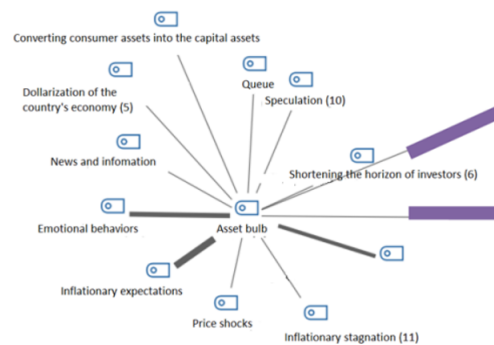 Converting consumer assets into the capital assets
Queue
Dollarization of the
country's economy (5)
Speculation (10)
News and infomation
Shortening the horizon of investors (6)
Emotional behaviors
Asset bulb
Inflationary expectations
Price shocks
Inflationary stagnation (11)